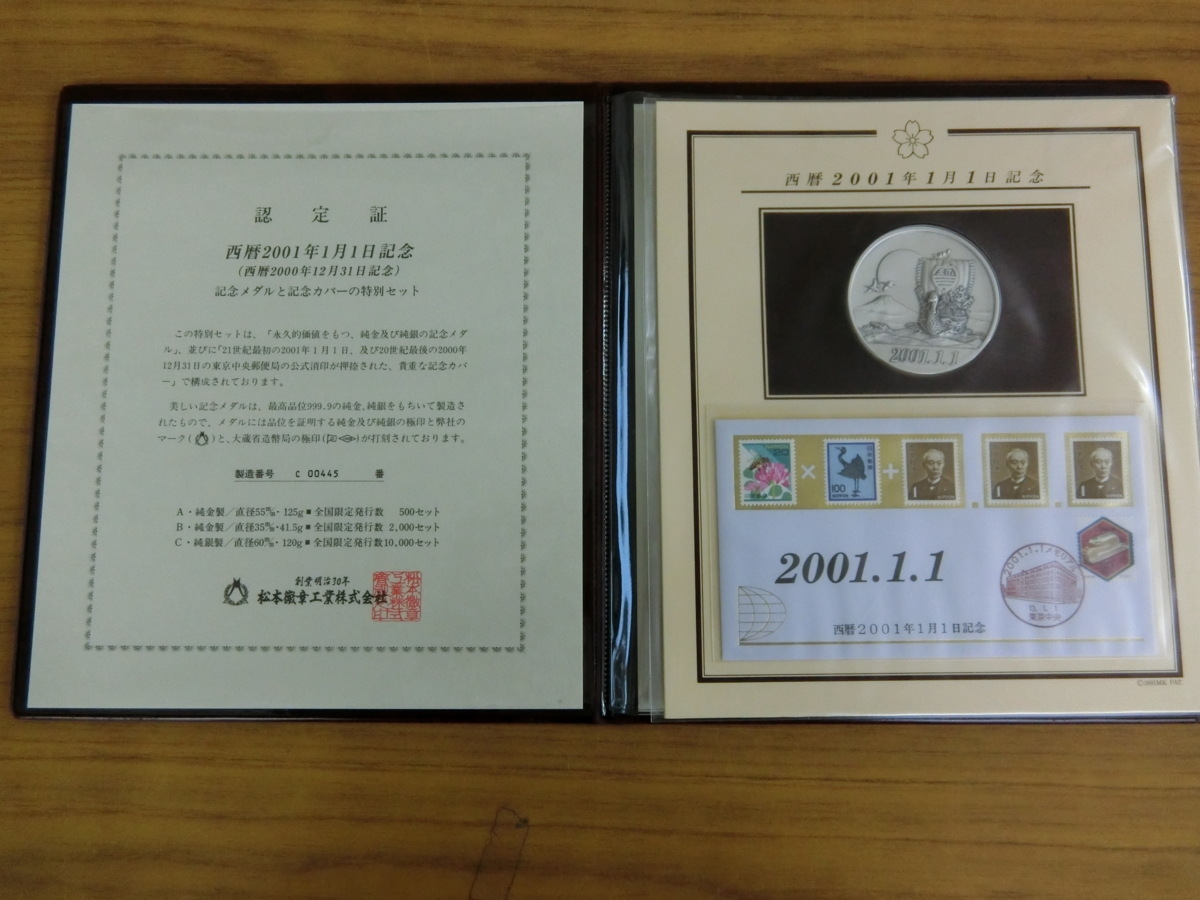 認定証
西暦2001年1月1日記念
(西暦2000年12月31日記念)
記念メダルと記念カバーの特別セット
この特別セットは、「永久的価値をもつ、純金及び純銀の記念メダ
ル」、並びに「21世紀最初の2001年1月1日、及び20世紀最後の2000年
12月31日の東京中央郵便局の公式消印が押捺された、貴重な記念カバ
ー」で構成されております。
美しい記念メダルは、最高品位999.9の純金、純銀をもちいて製造さ
れたもので、メダルには品位を証明する純金及び純銀の極印と弊社の
マーク( )と、大蔵省造幣局の極印( )が打刻されております。
製造番号 C 00445 番
A・純金製／直径55㎜・125g■全国限定発行数 500セット
B・純金製／直径35㎜・41.5g■全国限定発行数 2,000セット
C・純銀製／直径60㎜・120g■全国限定発行数10,000セット
創業明治30年
松本徽章工業株式会社
西暦2001年1月1日記念
2001.1.1
120
100
NIPPON
1
1
1
×
+
2001.1.1
2001.1.1メモリアル
13.1.1
東京中央
西暦2001年1月1日記念